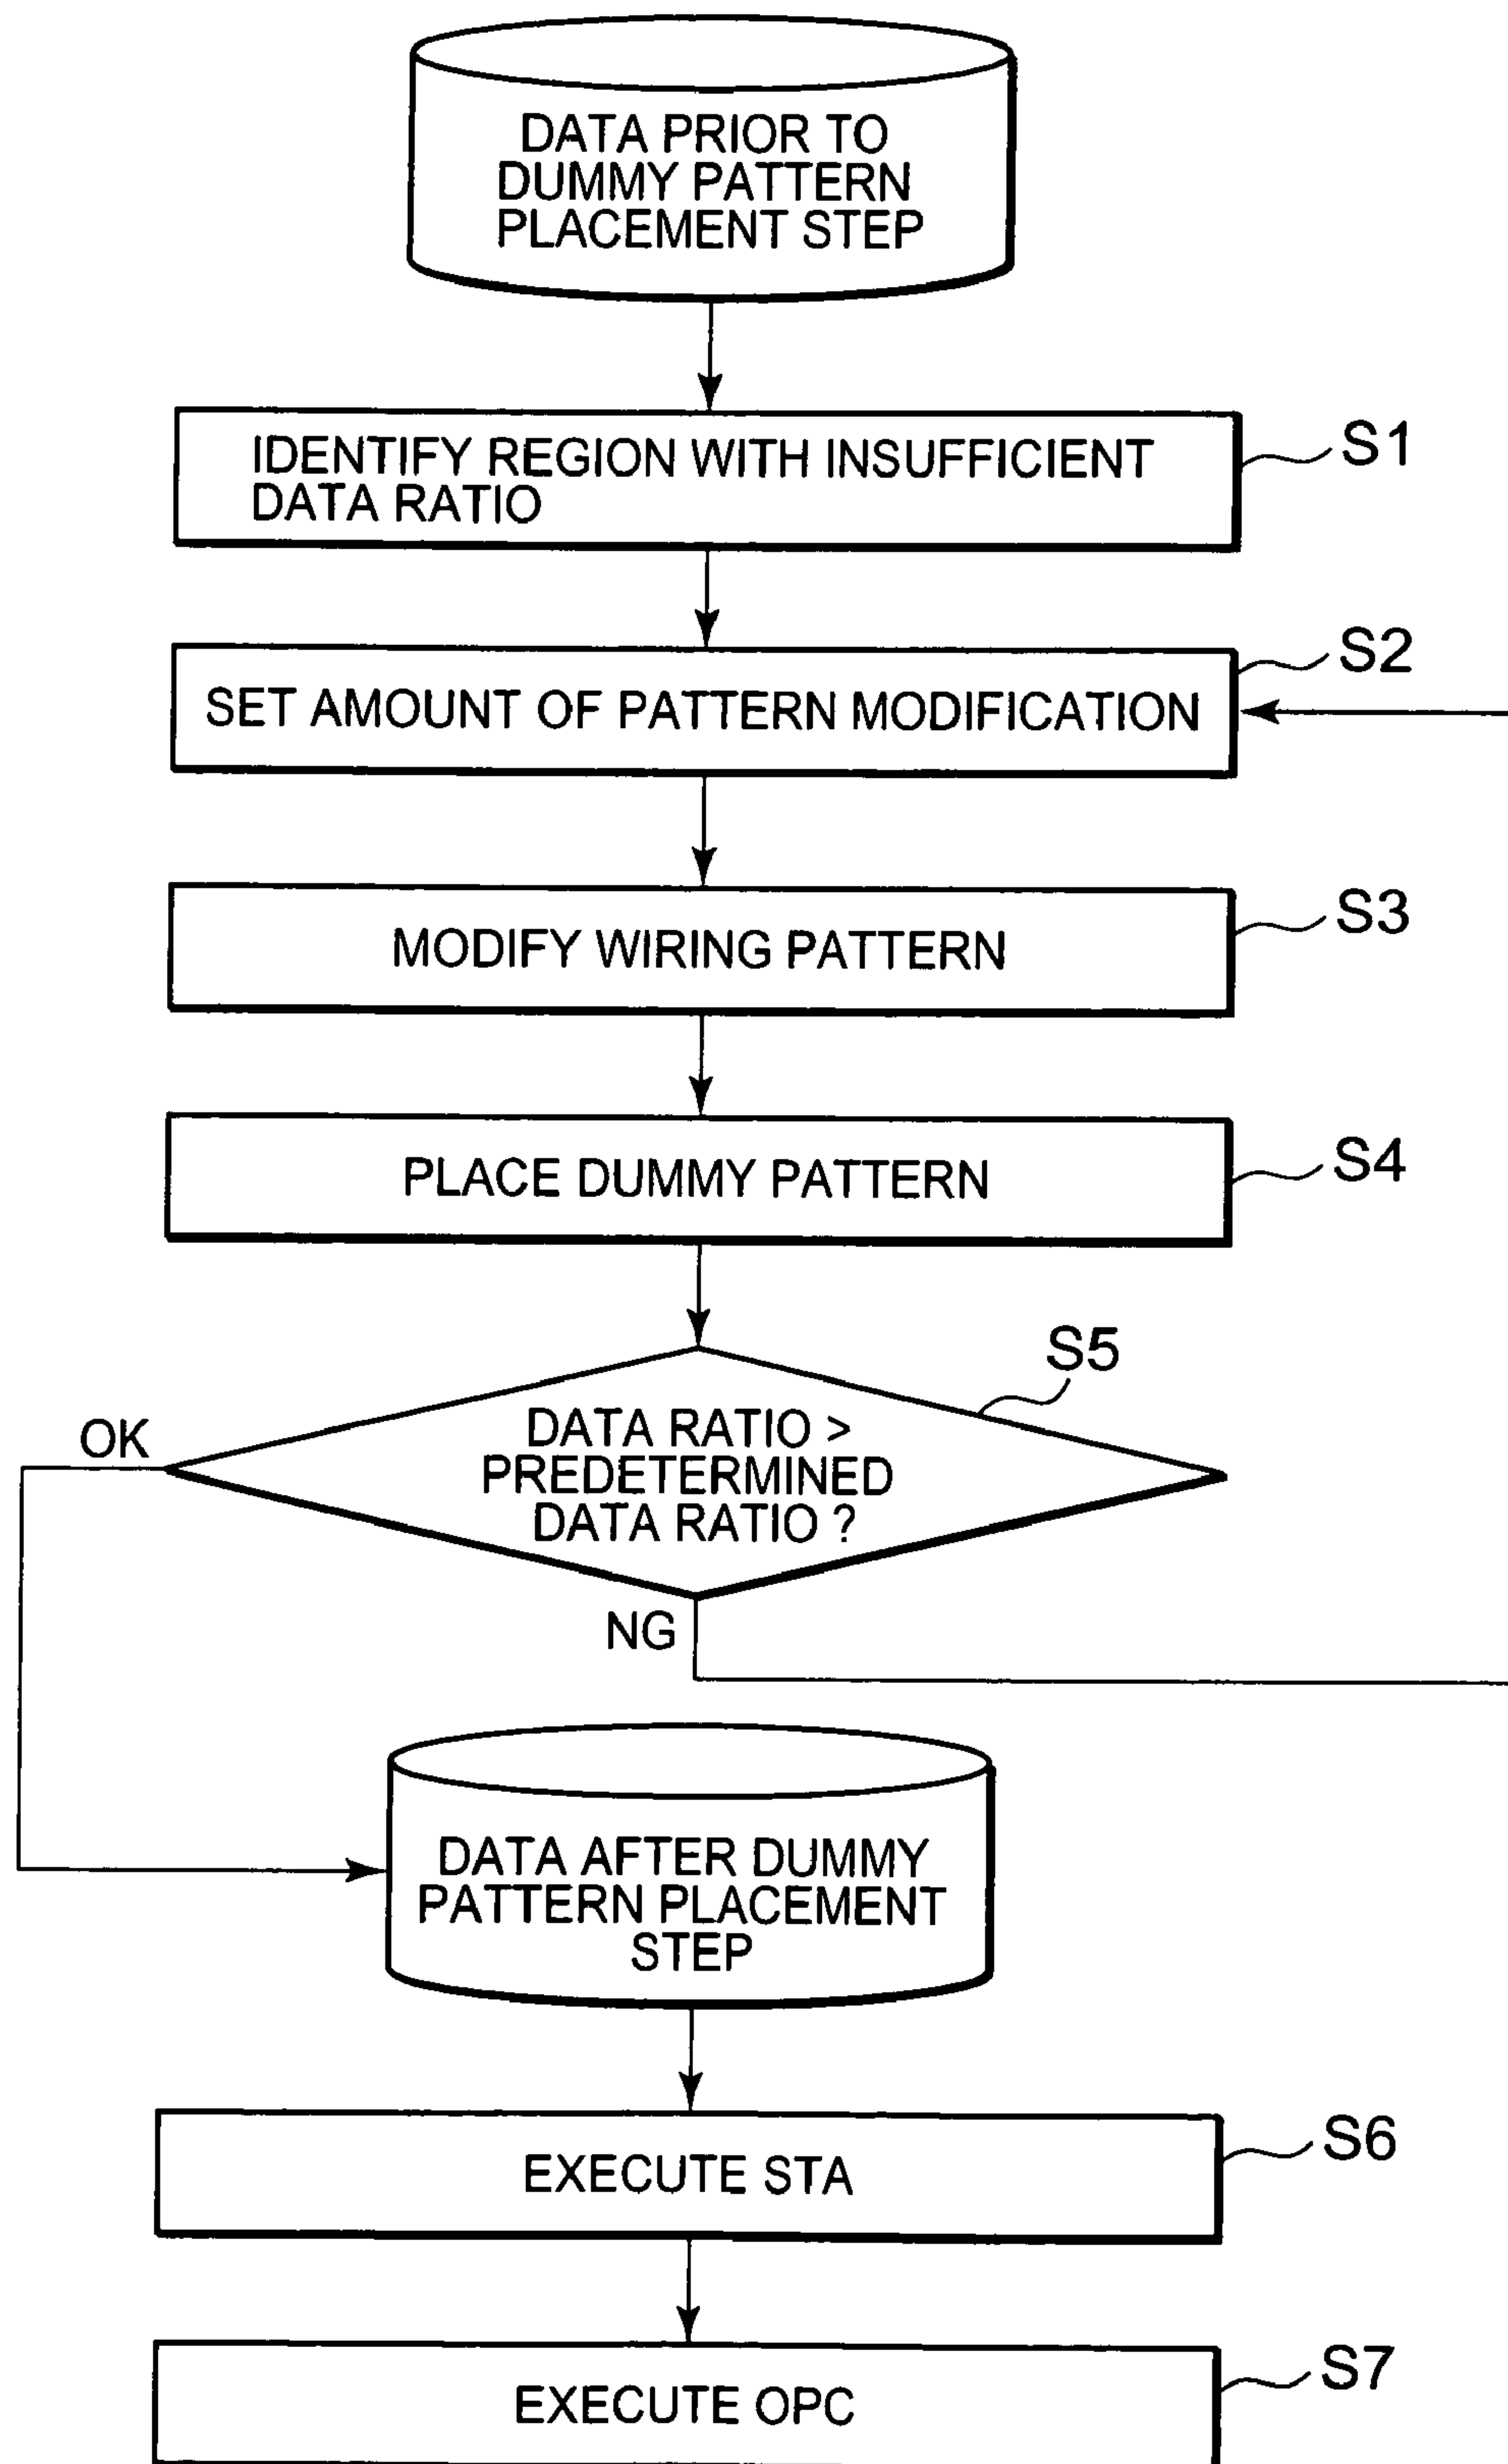 DATA PRIOR TO
DUMMY PATTERN
PLACEMENT STEP
IDENTIFY REGION WITH INSUFFICIENT
DATA RATIO
S1
SET AMOUNT OF PATTERN MODIFICATION
S2
MODIFY WIRING PATTERN
S3
PLACE DUMMY PATTERN
S4
S5
DATA RATIO >
PREDETERMINED
DATA RATIO ?
OK
NG
DATA AFTER DUMMY
PATTERN PLACEMENT
STEP
EXECUTE STA
S6
EXECUTE OPC
S7